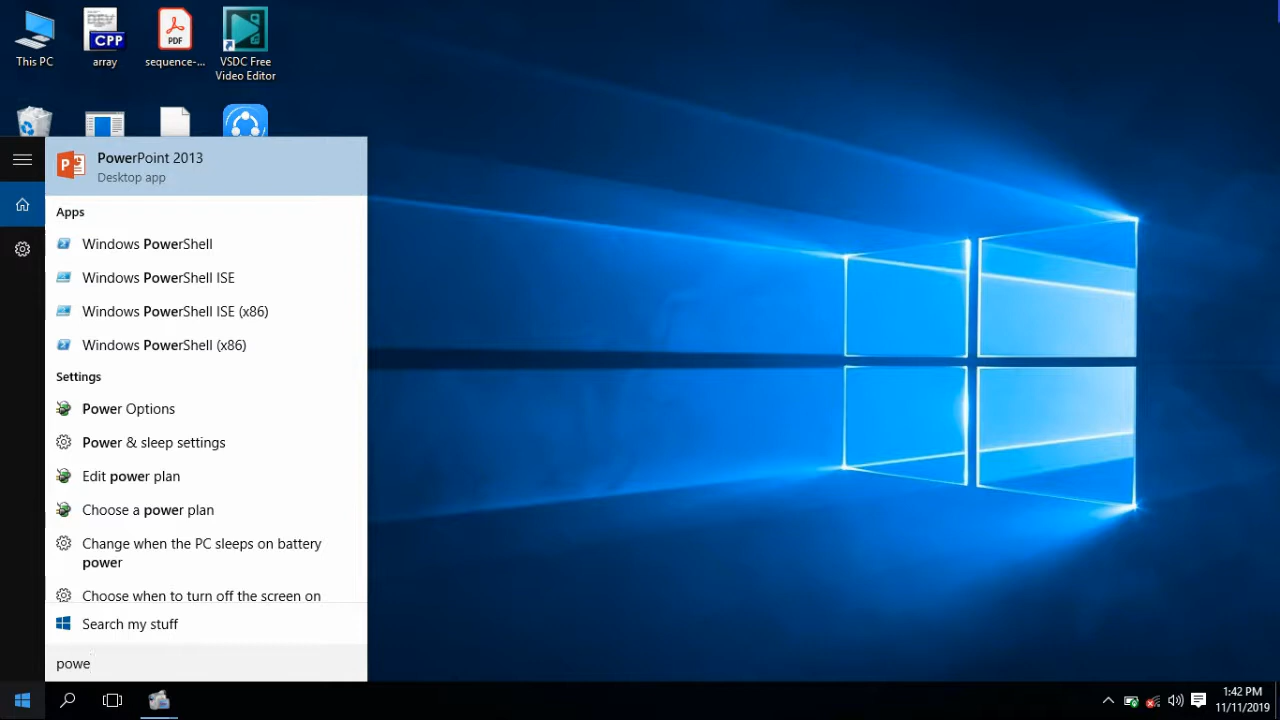 This PC
CPP
array
PDF
sequence-...
VSDC Free
Video Editor
PowerPoint 2013
Desktop app
Apps
Windows PowerShell
Windows PowerShell ISE
Windows PowerShell ISE (x86)
Windows PowerShell (x86)
Settings
Power Options
Power & sleep settings
Edit power plan
Choose a power plan
Change when the PC sleeps on battery
power
Choose when to turn off the screen on
Search my stuff
powe
1:42 PM
11/11/2019